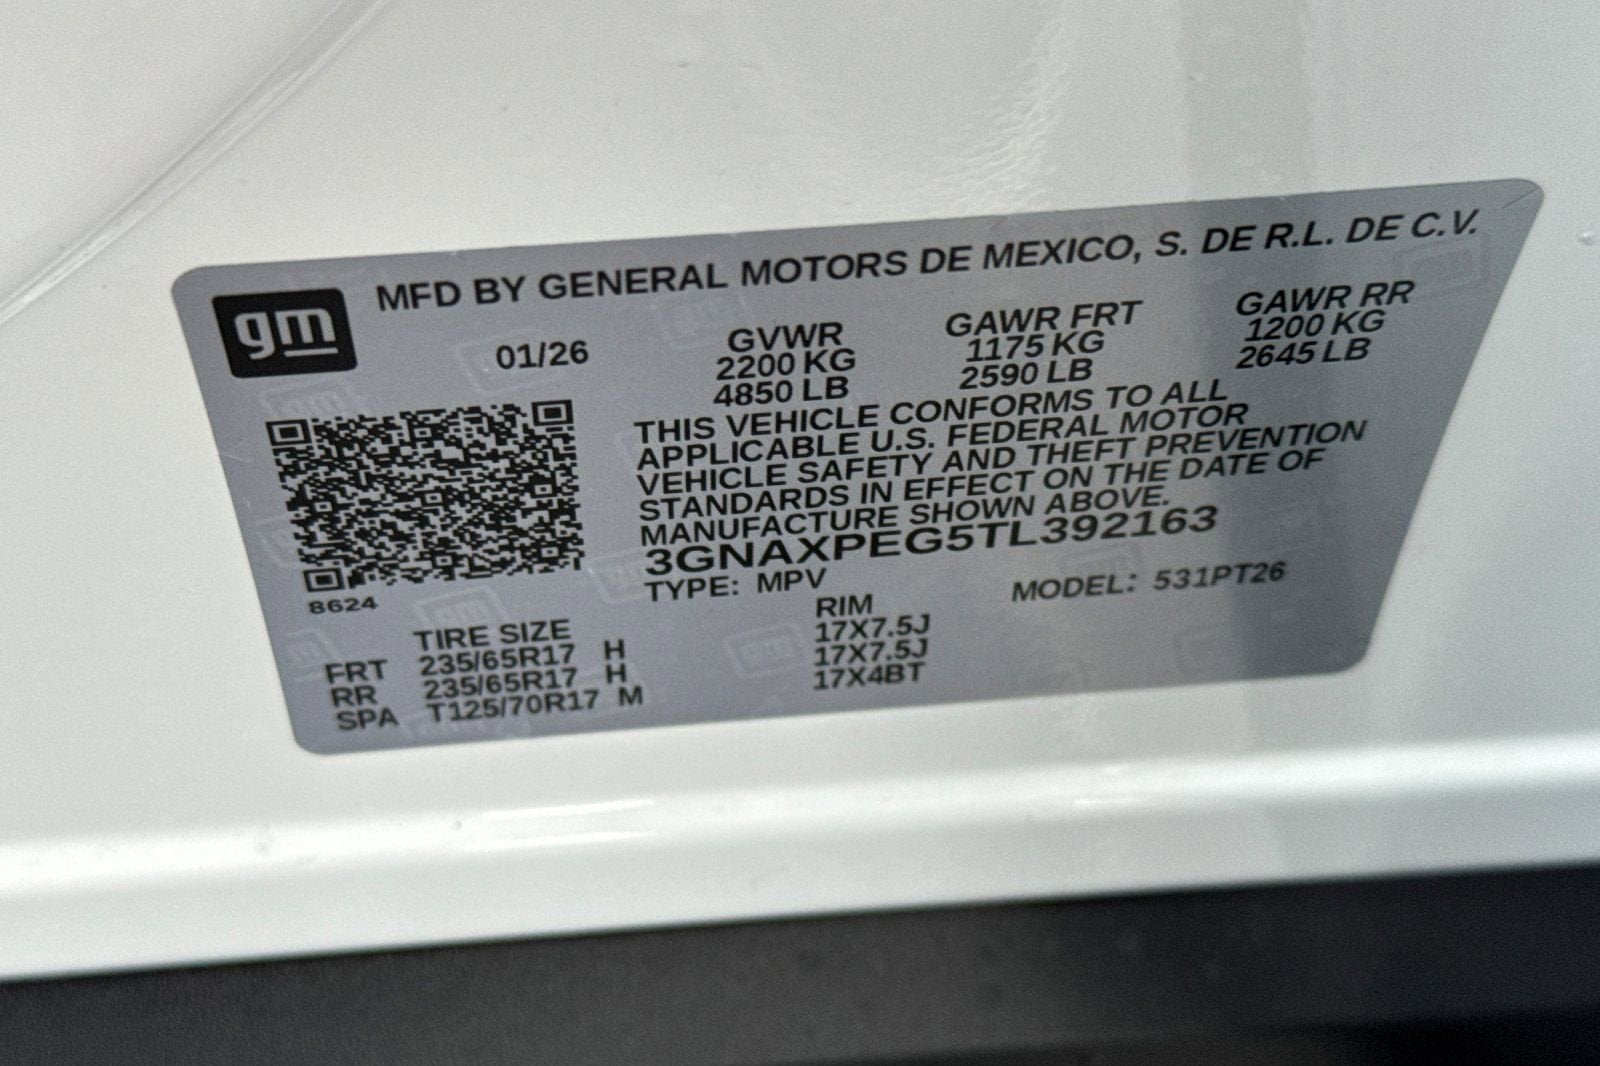 gm
MFD BY GENERAL MOTORS DE MEXICO, S. DE R.L. DE C.V.
01/26
GVWR GAWR FRT GAWR RR
2200 KG 1175 KG 1200 KG
4850 LB 2590 LB 2645 LB
THIS VEHICLE CONFORMS TO ALL
APPLICABLE U.S. FEDERAL MOTOR
VEHICLE SAFETY AND THEFT PREVENTION
STANDARDS IN EFFECT ON THE DATE OF
MANUFACTURE SHOWN ABOVE.
3GNAXPEG5TL392163
TYPE: MPV MODEL: 531PT26
8624
TIRE SIZE RIM
FRT 235/65R17 H 17X7.5J
RR 235/65R17 H 17X7.5J
SPA T125/70R17 M 17X4BT